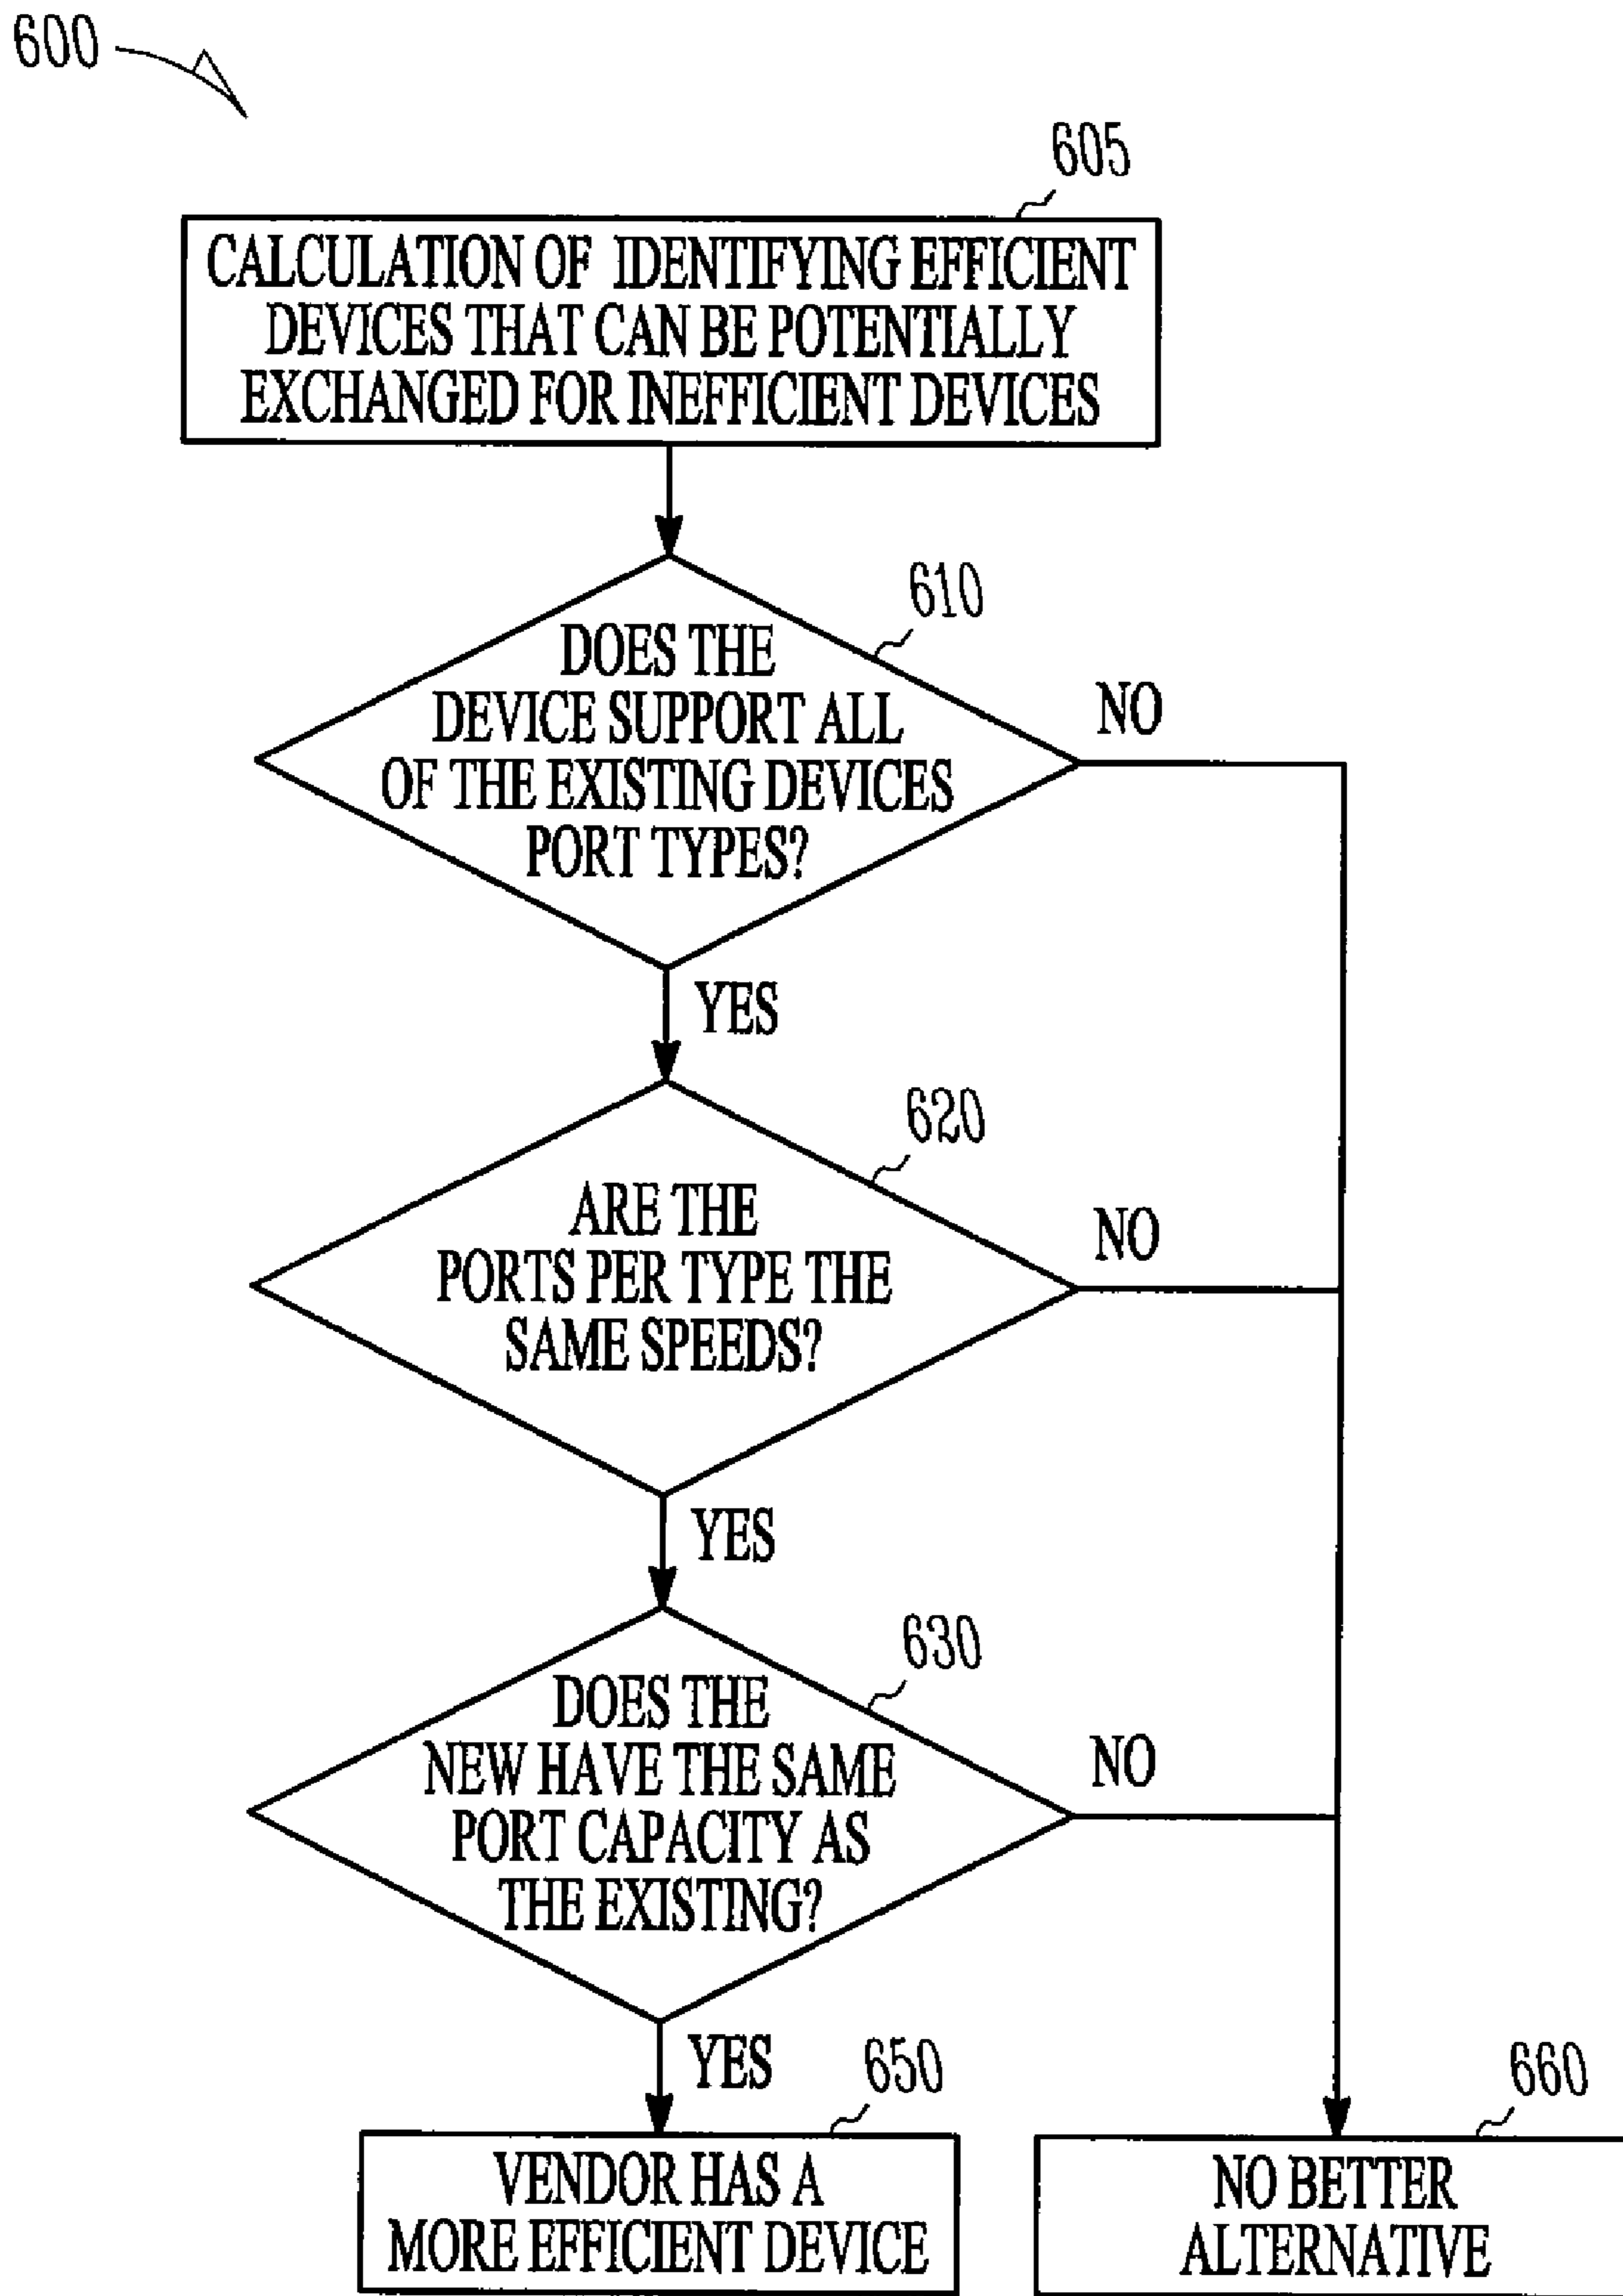 600
605
CALCULATION OF IDENTIFYING EFFICIENT
DEVICES THAT CAN BE POTENTIALLY
EXCHANGED FOR INEFFICIENT DEVICES
610
DOES THE
DEVICE SUPPORT ALL
OF THE EXISTING DEVICES
PORT TYPES?
NO
YES
620
ARE THE
PORTS PER TYPE THE
SAME SPEEDS?
NO
YES
630
DOES THE
NEW HAVE THE SAME
PORT CAPACITY AS
THE EXISTING?
NO
YES
650
VENDOR HAS A
MORE EFFICIENT DEVICE
660
NO BETTER
ALTERNATIVE